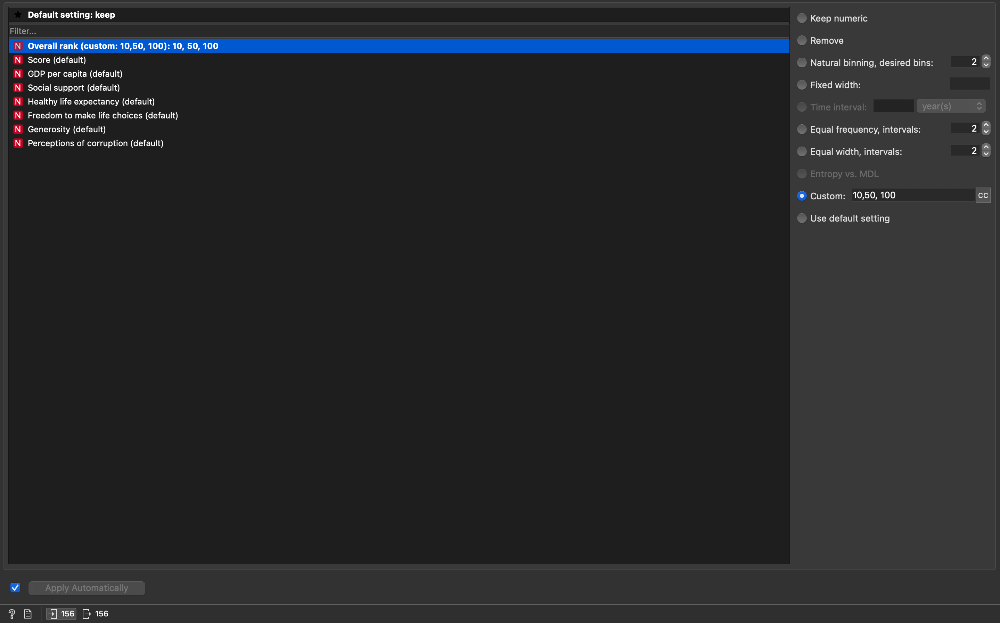 ★ Default setting: keep
Filter...
N Overall rank (custom: 10,50, 100): 10, 50, 100
N Score (default)
N GDP per capita (default)
N Social support (default)
N Healthy life expectancy (default)
N Freedom to make life choices (default)
N Generosity (default)
N Perceptions of corruption (default)
Keep numeric
Remove
Natural binning, desired bins: 2
Fixed width:
Time interval: year(s)
Equal frequency, intervals: 2
Equal width, intervals: 2
Entropy vs. MDL
Custom: 10,50, 100 CC
Use default setting
Apply Automatically
? 156 156